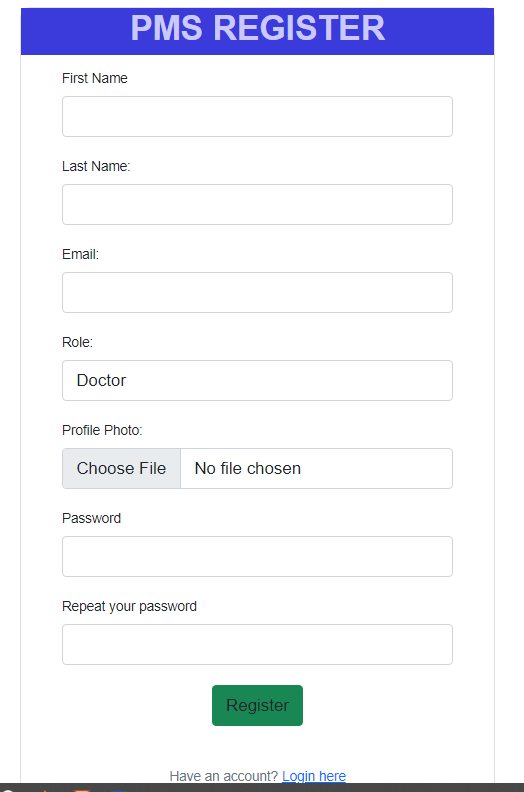 PMS REGISTER
First Name
Last Name:
Email:
Role:
Doctor
Profile Photo:
Choose File No file chosen
Password
Repeat your password
Register
Have an account? Login here